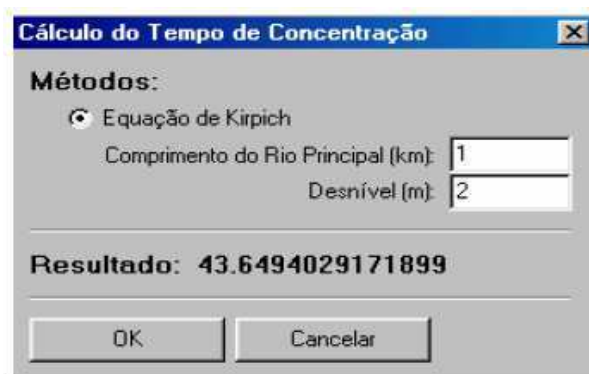 Cálculo do Tempo de Concentração
Métodos:
Equação de Kirpich
Comprimento do Rio Principal (km): 1
Desnível (m): 2
Resultado: 43.6494029171899
OK Cancelar